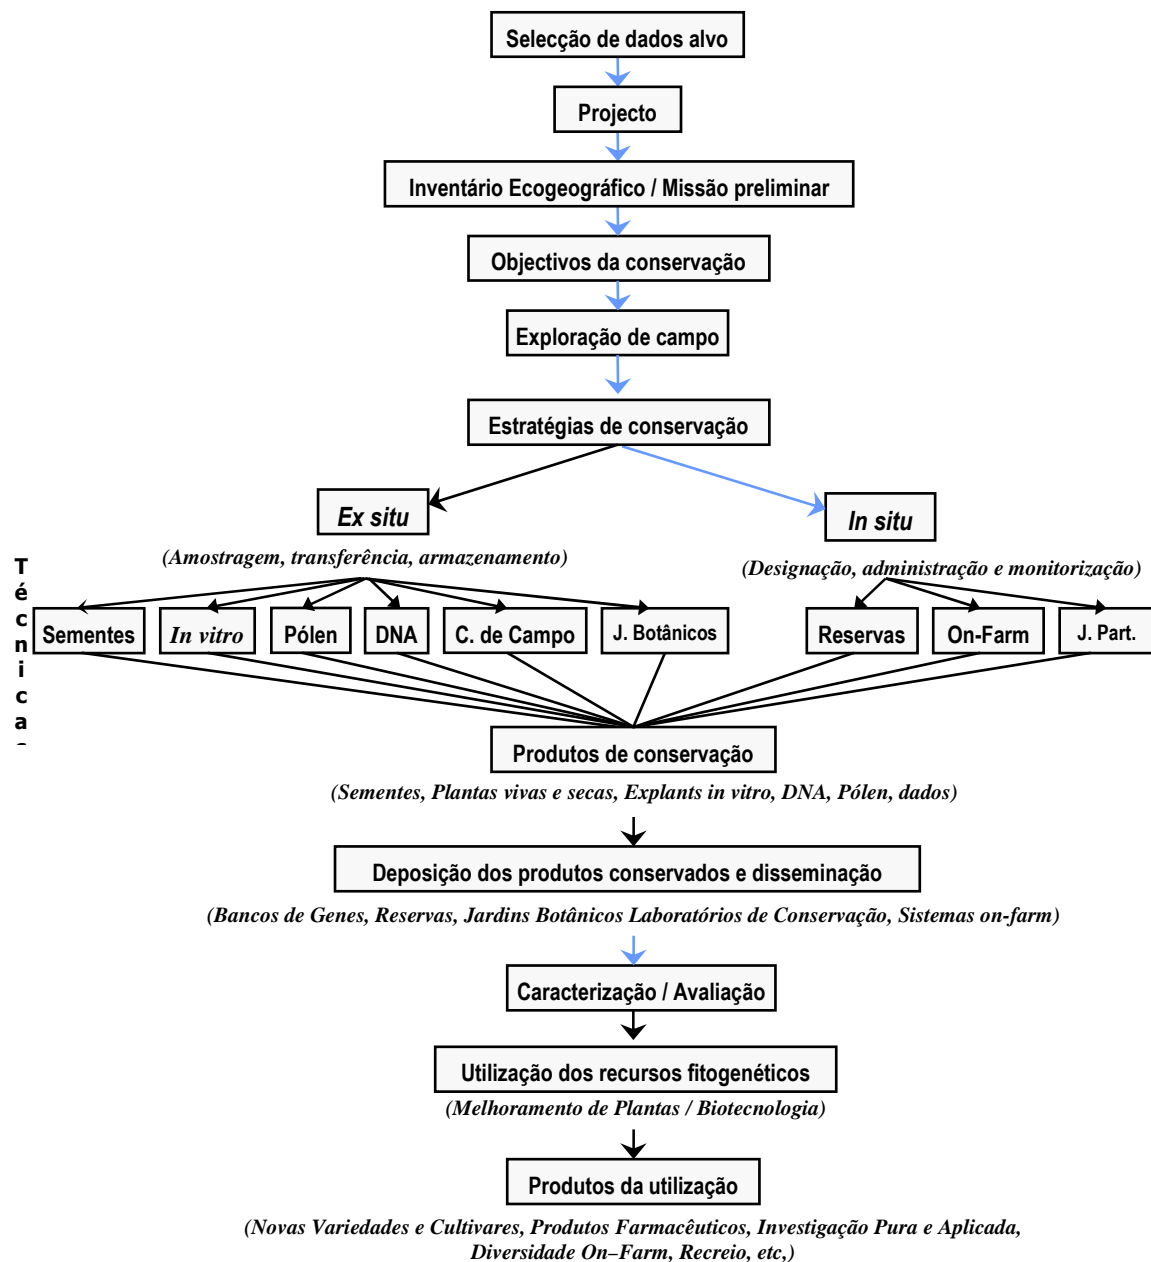 Selecção de dados alvo
Projecto
Inventário Ecogeográfico / Missão preliminar
Objectivos da conservação
Exploração de campo
Estratégias de conservação
Ex situ
In situ
(Amostragem, transferência, armazenamento)
(Designação, administração e monitorização)
Técnica
Sementes
In vitro
Pólen
DNA
C. de Campo
J. Botânicos
Reservas
On-Farm
J. Part.
Produtos de conservação
(Sementes, Plantas vivas e secas, Explants in vitro, DNA, Pólen, dados)
Deposição dos produtos conservados e disseminação
(Bancos de Genes, Reservas, Jardins Botânicos Laboratórios de Conservação, Sistemas on-farm)
Caracterização / Avaliação
Utilização dos recursos fitogenéticos
(Melhoramento de Plantas / Biotecnologia)
Produtos da utilização
(Novas Variedades e Cultivares, Produtos Farmacêuticos, Investigação Pura e Aplicada,
Diversidade On–Farm, Recreio, etc,)